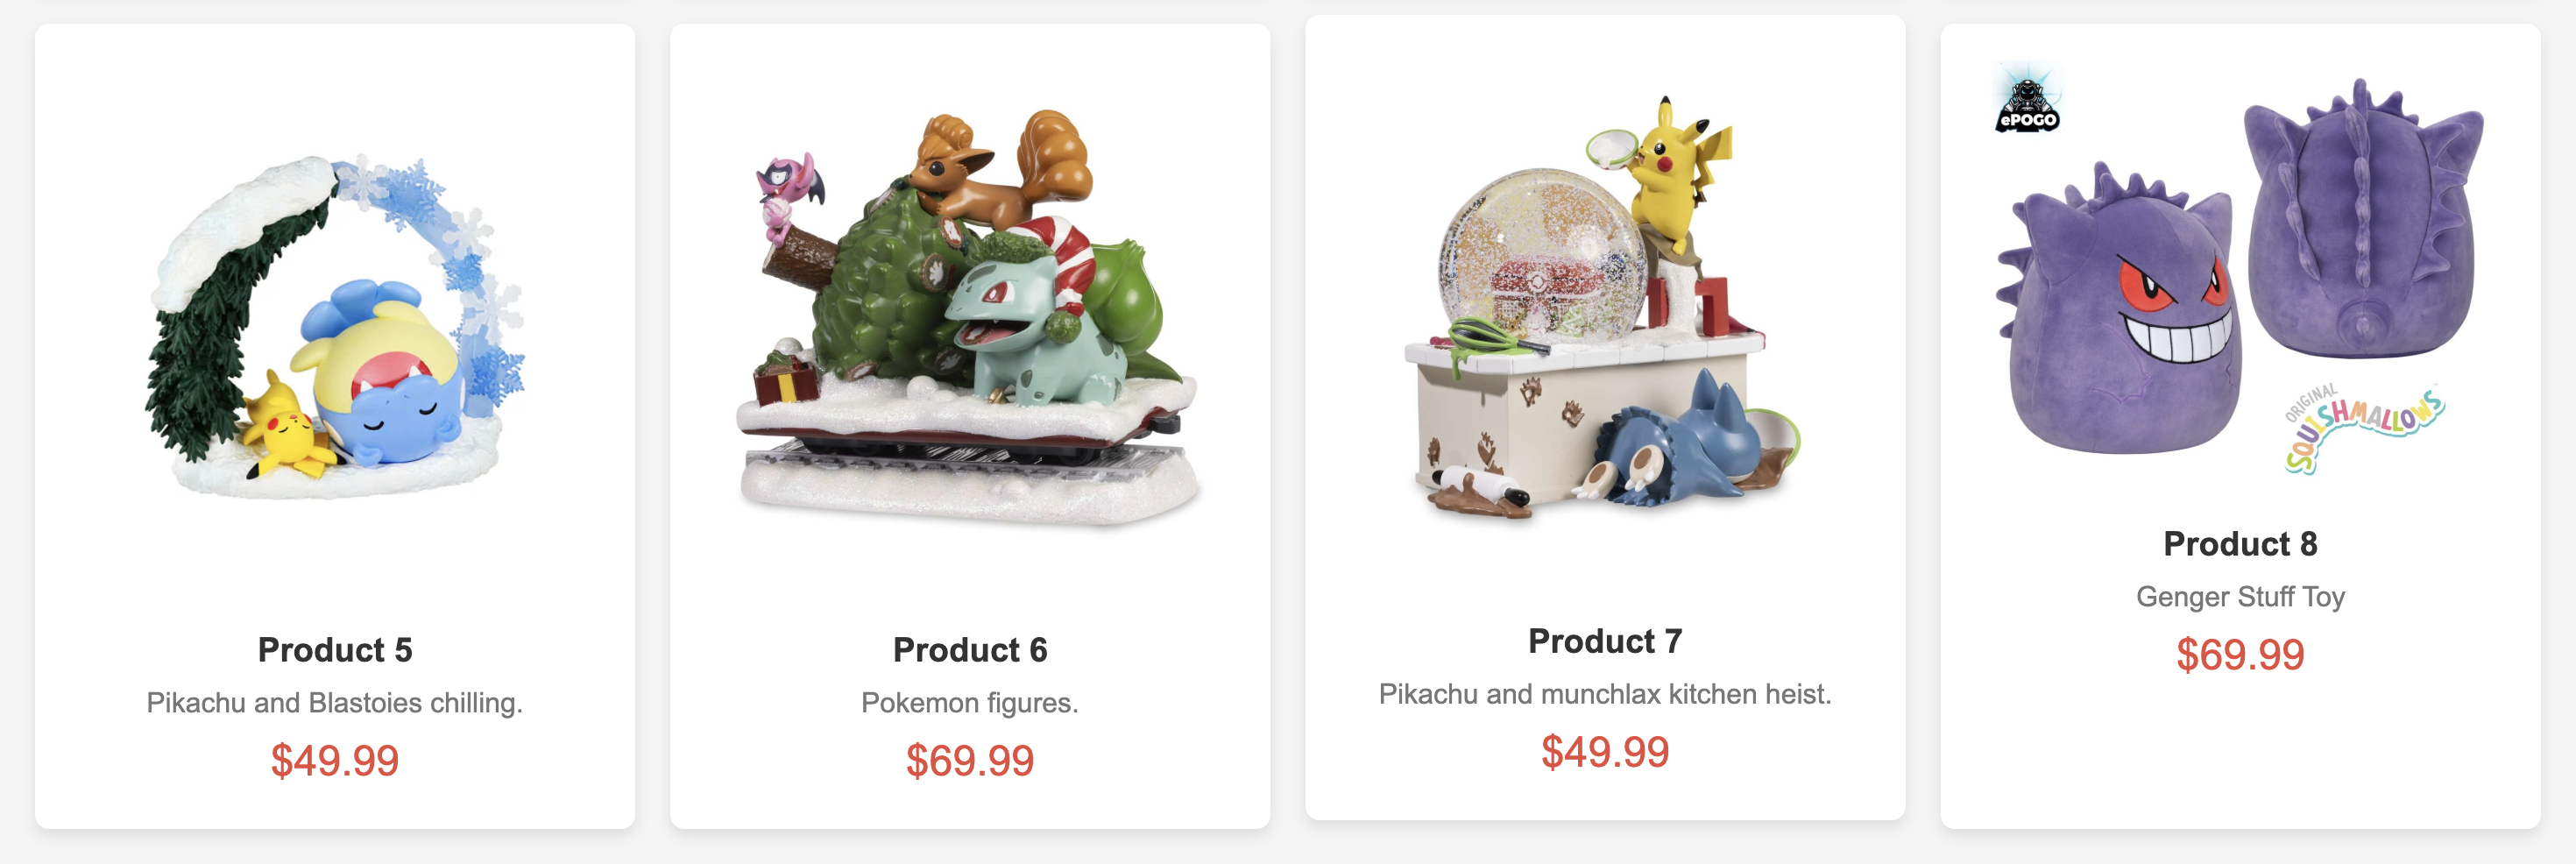 Product 5
Pikachu and Blastoies chilling.
$49.99
Product 6
Pokemon figures.
$69.99
Product 7
Pikachu and munchlax kitchen heist.
$49.99
ePOGO
ORIGINAL
SQUISHMALLOWS
Product 8
Genger Stuff Toy
$69.99